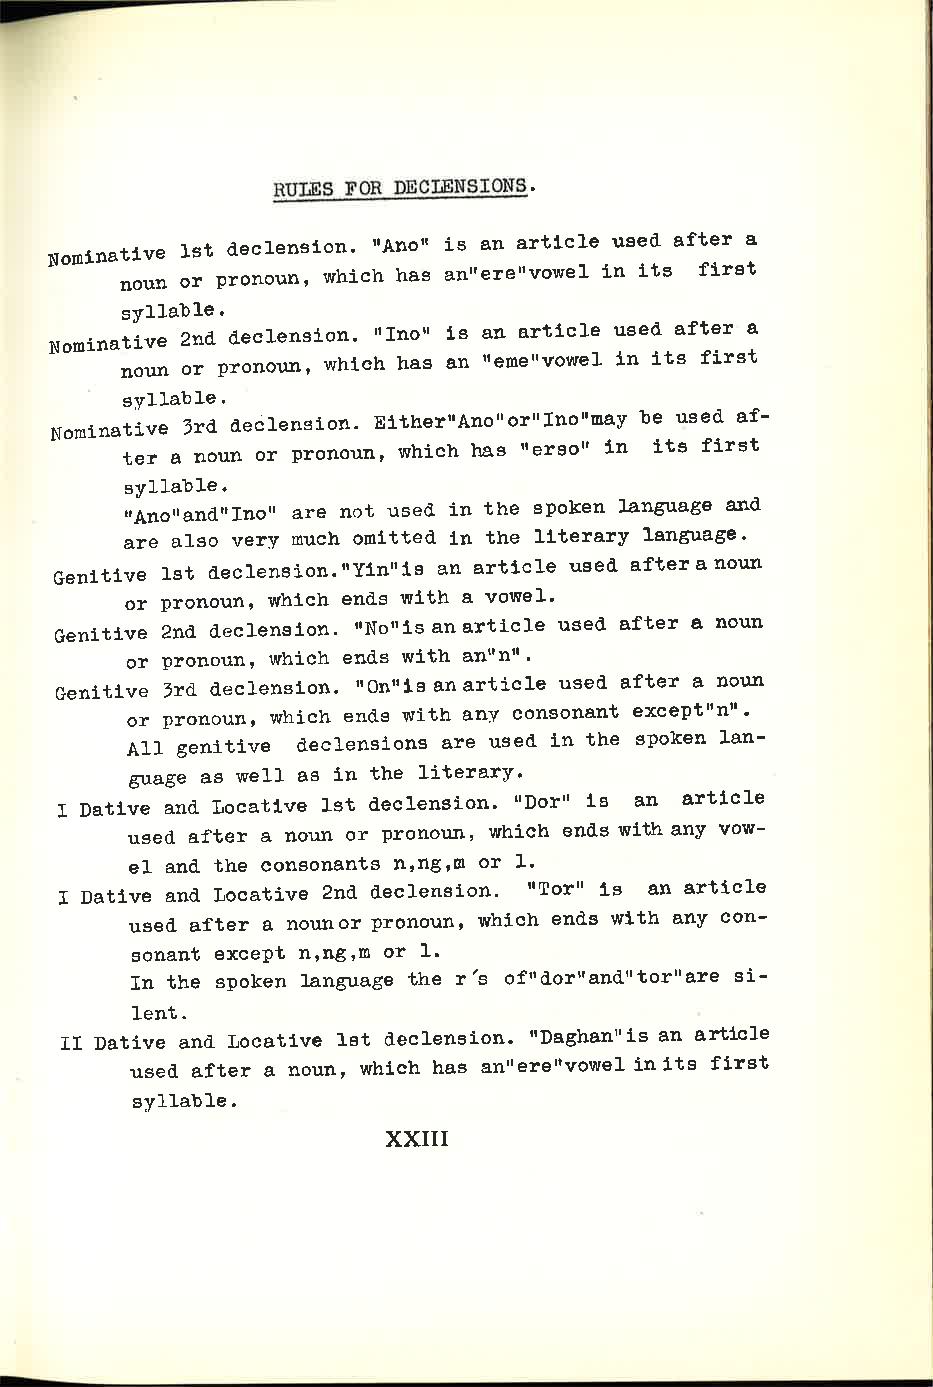 RULES FOR DECLENSIONS.
Nominative 1st declension. "Ano" is an article used after a
noun or pronoun, which has an"ere"vowel in its first
syllable.
Nominative 2nd declension. "Ino" is an article used after a
noun or pronoun, which has an "eme"vowel in its first
syllable.
Nominative 3rd declension. Either"Ano"or"Ino"may be used af-
ter a noun or pronoun, which has "erso" in its first
syllable.
"Ano"and"Ino" are not used in the spoken language and
are also very much omitted in the literary language.
Genitive 1st declension."Yin"is an article used after a noun
or pronoun, which ends with a vowel.
Genitive 2nd declension. "No"is an article used after a noun
or pronoun, which ends with an"n".
Genitive 3rd declension. "On"is an article used after a noun
or pronoun, which ends with any consonant except"n".
All genitive declensions are used in the spoken lan-
guage as well as in the literary.
I Dative and Locative 1st declension. "Dor" is an article
used after a noun or pronoun, which ends with any vow-
el and the consonants n,ng,m or l.
I Dative and Locative 2nd declension. "Tor" is an article
used after a noun or pronoun, which ends with any con-
sonant except n,ng,m or l.
In the spoken language the r's of"dor"and"tor"are si-
lent.
II Dative and Locative 1st declension. "Daghan"is an article
used after a noun, which has an"ere"vowel in its first
syllable.
XXIII